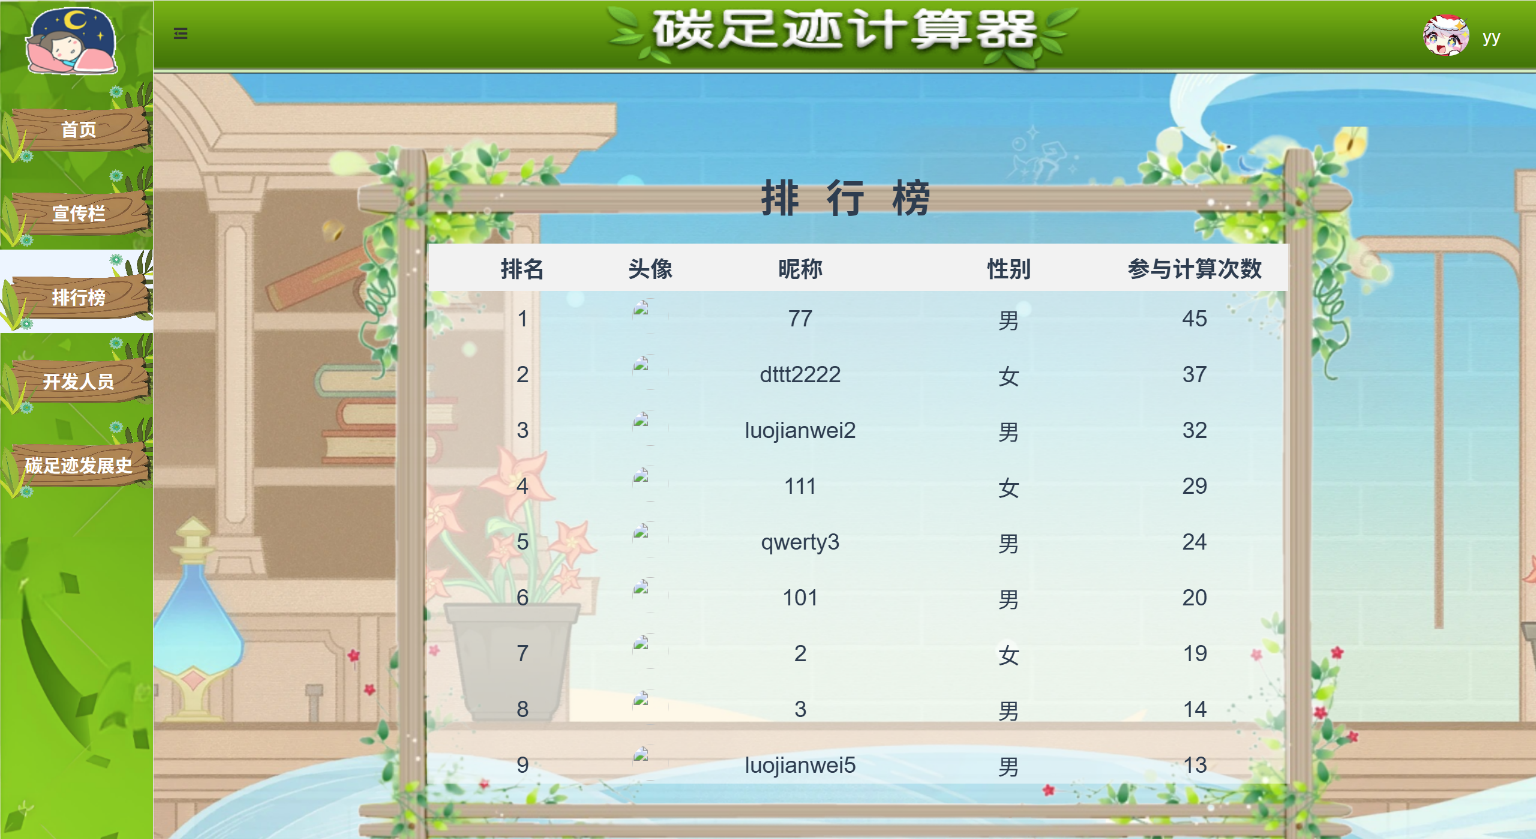 碳足迹计算器
yy
首页
宣传栏
排行榜
开发人员
碳足迹发展史
排 行 榜
排名 头像 昵称 性别 参与计算次数
1 77 男 45
2 dttt2222 女 37
3 luojianwei2 男 32
4 111 女 29
5 qwerty3 男 24
6 101 男 20
7 2 女 19
8 3 男 14
9 luojianwei5 男 13